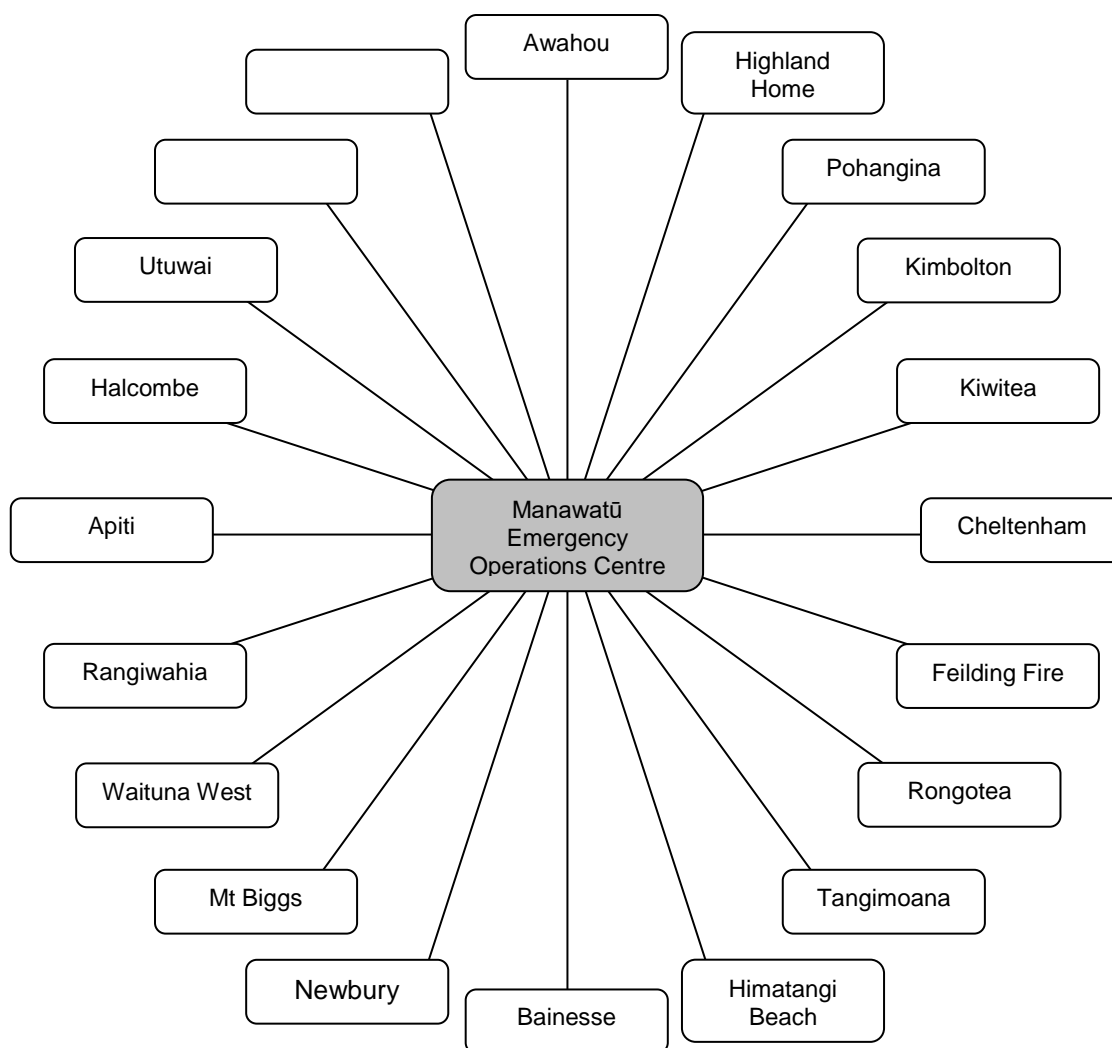 Awahou
Highland
Home
Pohangina
Utuwai
Kimbolton
Halcombe
Kiwitea
Manawatū
Emergency
Operations Centre
Apiti
Cheltenham
Rangiwahia
Feilding Fire
Waituna West
Rongotea
Mt Biggs
Tangimoana
Newbury
Himatangi
Beach
Bainesse